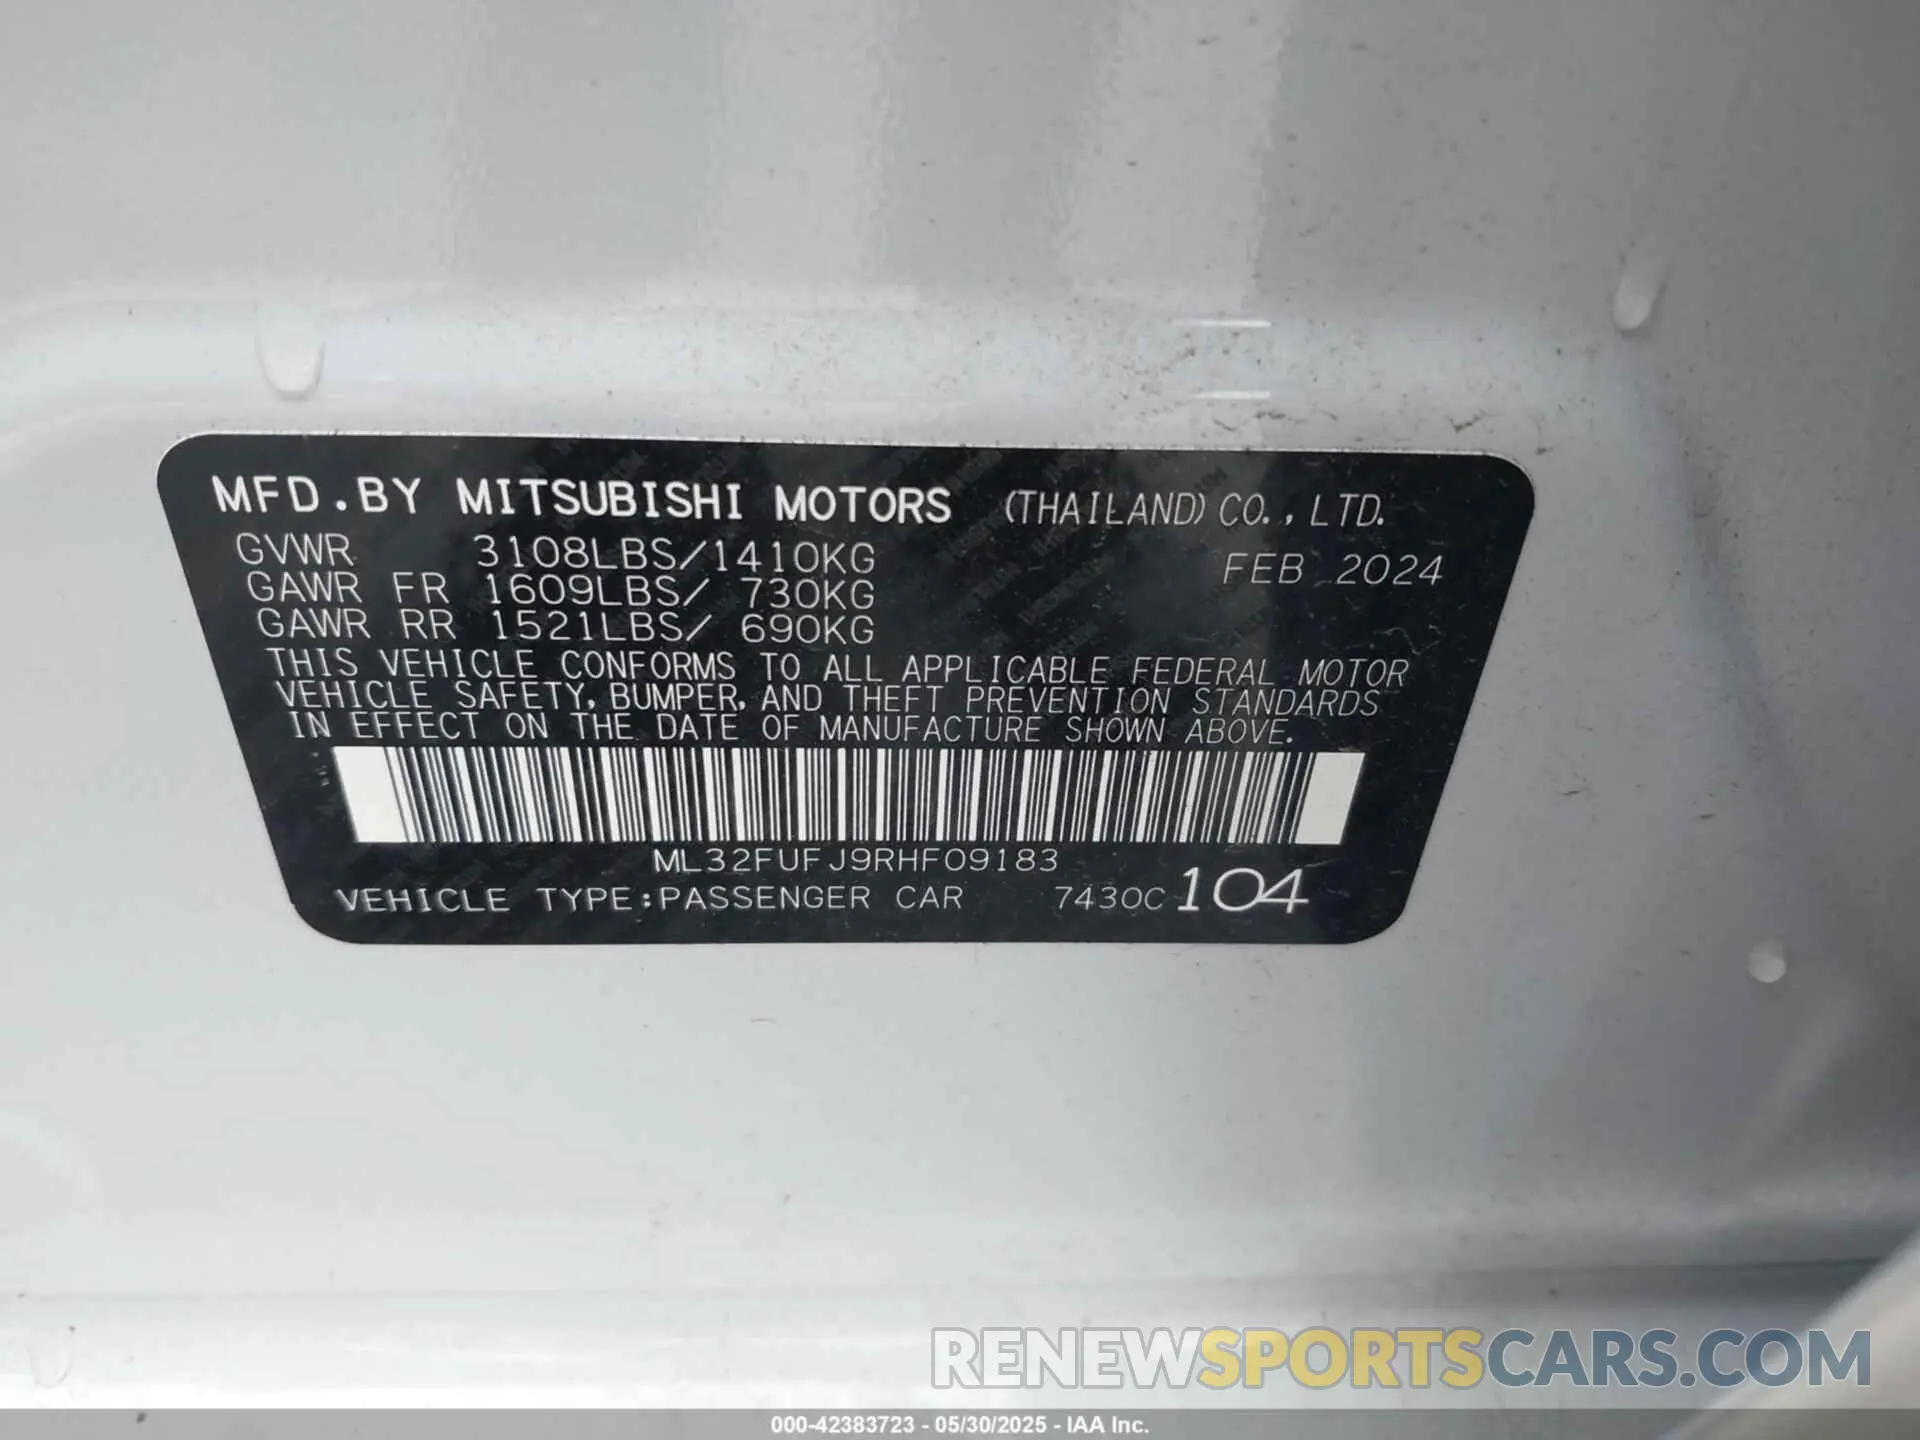 MFD.BY MITSUBISHI MOTORS (THAILAND) CO., LTD.
GVWR 3108LBS/1410KG FEB 2024
GAWR FR 1609LBS/ 730KG
GAWR RR 1521LBS/ 690KG
THIS VEHICLE CONFORMS TO ALL APPLICABLE FEDERAL MOTOR
VEHICLE SAFETY, BUMPER, AND THEFT PREVENTION STANDARDS
IN EFFECT ON THE DATE OF MANUFACTURE SHOWN ABOVE.
ML32FUFJ9RHF09183
VEHICLE TYPE:PASSENGER CAR 7430C 104
RENEWSPORTSCARS.COM
000-42383723 - 05/30/2025 - IAA Inc.